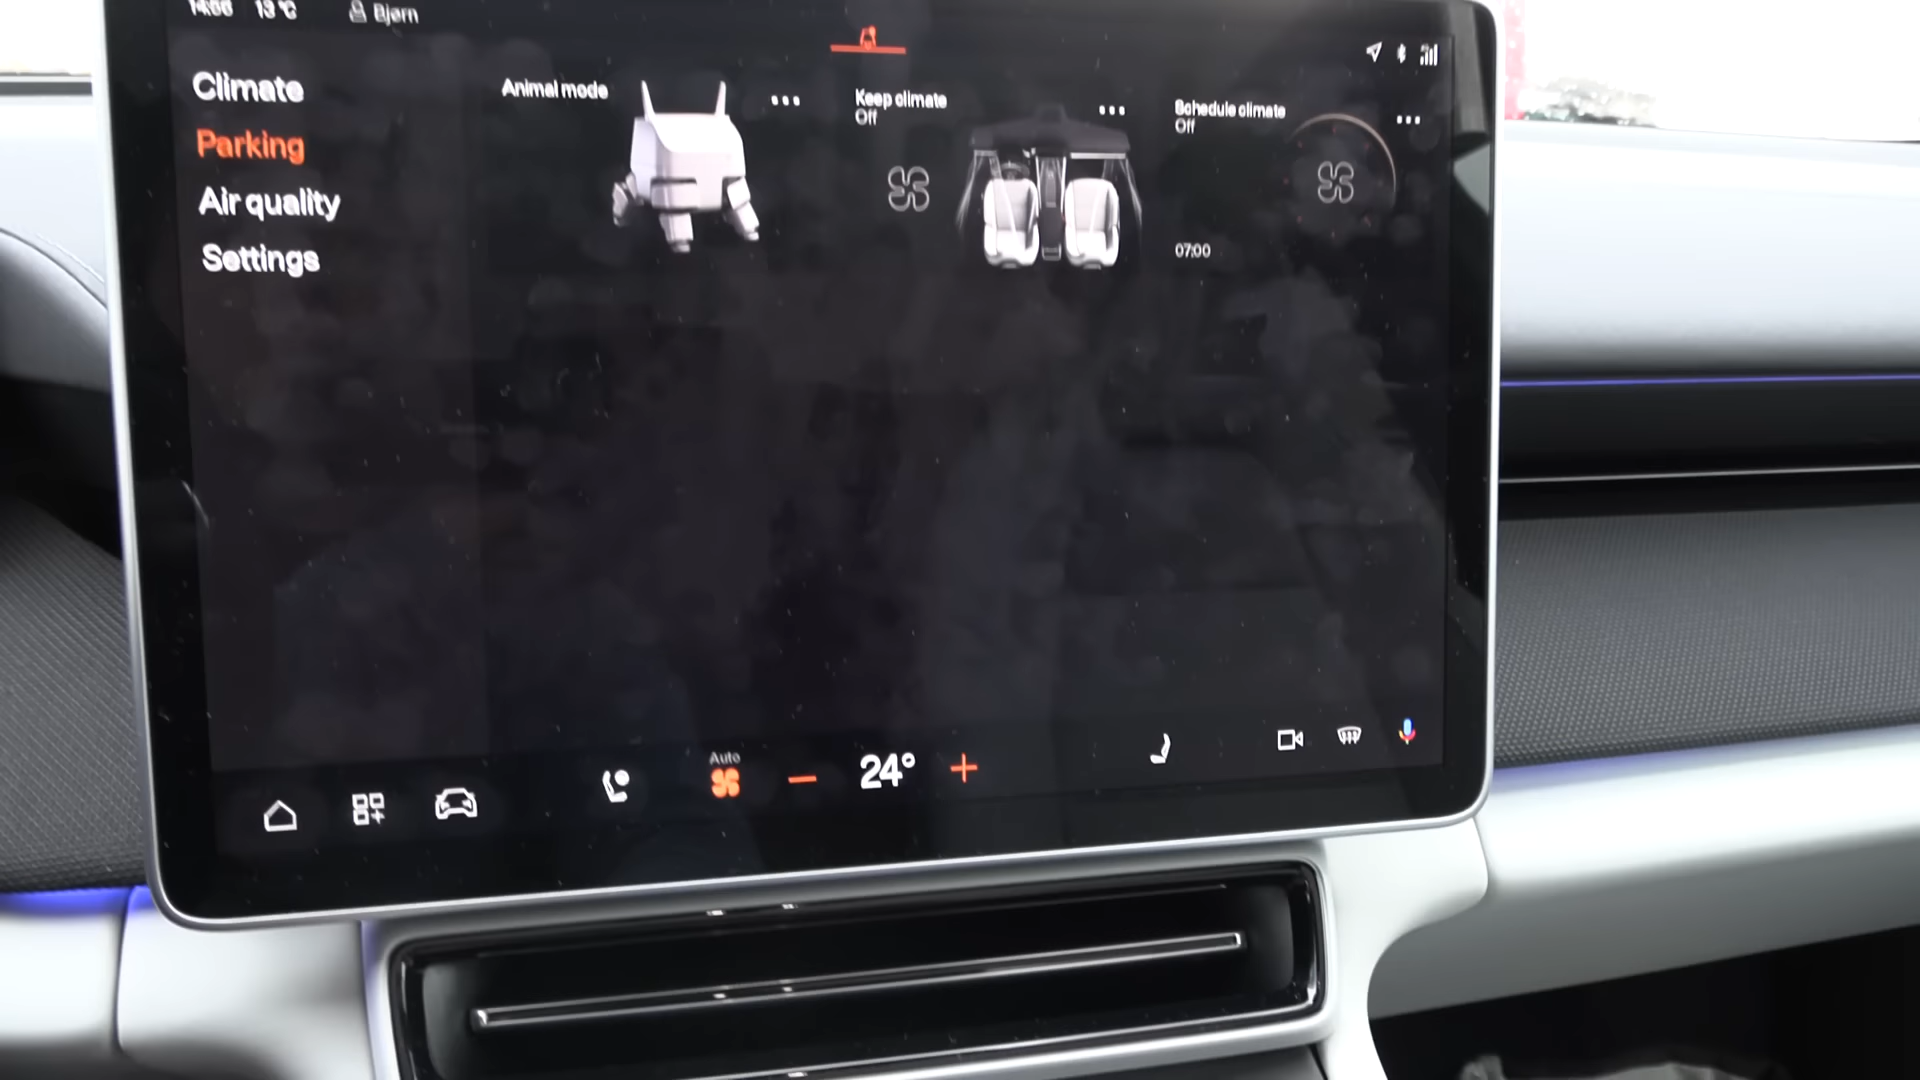 13°C
Bjørn
Climate
Parking
Air quality
Settings
Animal mode
Keep climate
Off
Schedule climate
Off
07:00
Auto
24°